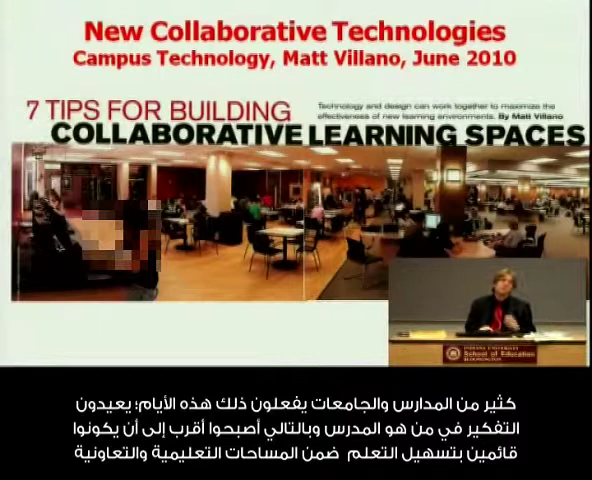 New Collaborative Technologies
Campus Technology, Matt Villano, June 2010
7 TIPS FOR BUILDING
COLLABORATIVE LEARNING SPACES
Technology and design can work together to maximize the
effectiveness of new learning environments. By Matt Villano
INDIANA UNIVERSITY
School of Education
BLOOMINGTON
كثير من المدارس والجامعات يفعلون ذلك هذه الأيام؛ يعيدون
التفكير في من هو المدرس وبالتالي أصبحوا أقرب إلى أن يكونوا
قائمين بتسهيل التعلم ضمن المساحات التعليمية والتعاونية